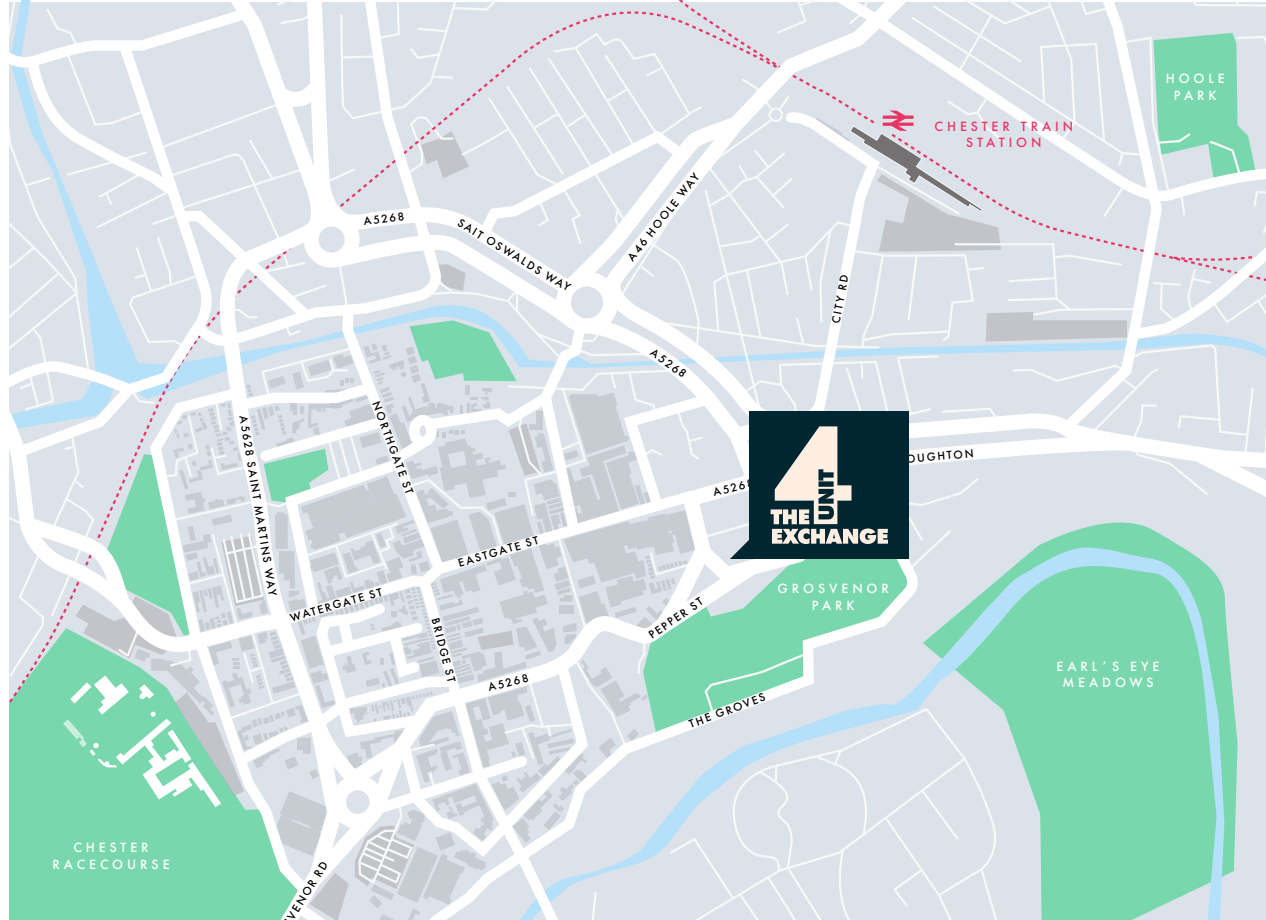 HOOLE
PARK
CHESTER TRAIN
STATION
A5268
SAIT OSWALDS WAY
A46 HOOLE WAY
CITY RD
A5268
NORTHGATE ST
A5628 SAINT MARTINS WAY
4
UNIT
THE
EXCHANGE
OUGHTON
A5268
EASTGATE ST
WATERGATE ST
GROSVENOR
PARK
PEPPER ST
BRIDGE ST
EARL'S EYE
MEADOWS
A5268
THE GROVES
CHESTER
RACECOURSE
VENOR RD